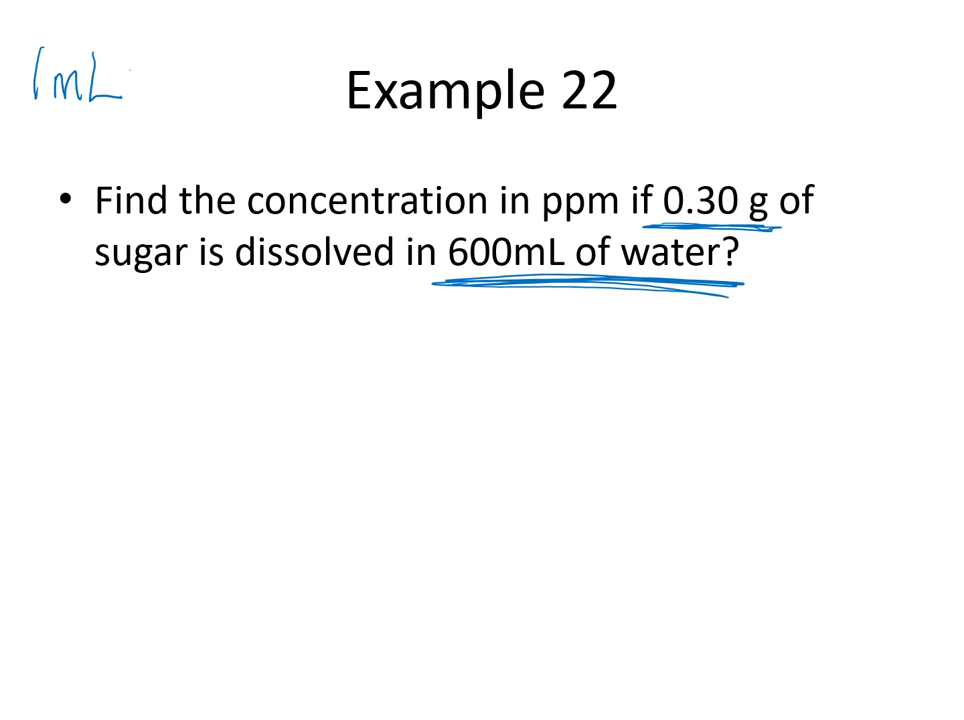 1mL
Example 22
• Find the concentration in ppm if 0.30 g of
sugar is dissolved in 600mL of water?